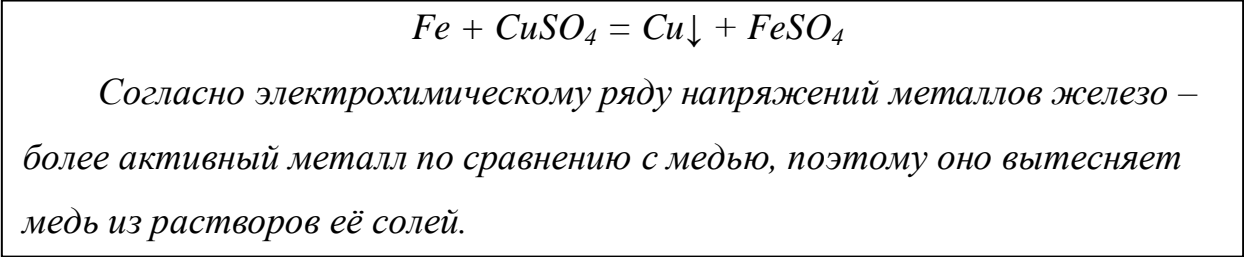 Fe + CuSO₄ = Cu↓ + FeSO₄
Согласно электрохимическому ряду напряжений металлов железо –
более активный металл по сравнению с медью, поэтому оно вытесняет
медь из растворов её солей.